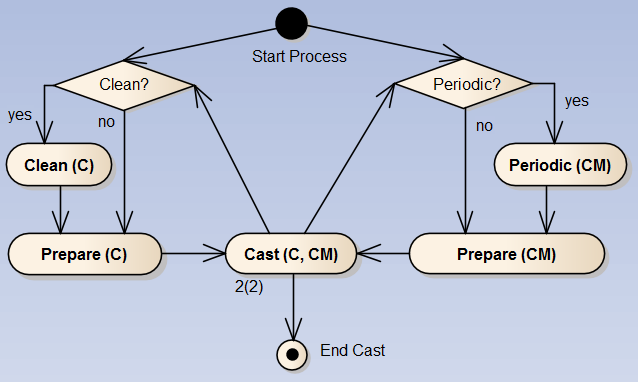 Start Process
Clean?
Periodic?
yes
no
no
yes
Clean (C)
Periodic (CM)
Prepare (C)
Cast (C, CM)
Prepare (CM)
2(2)
End Cast